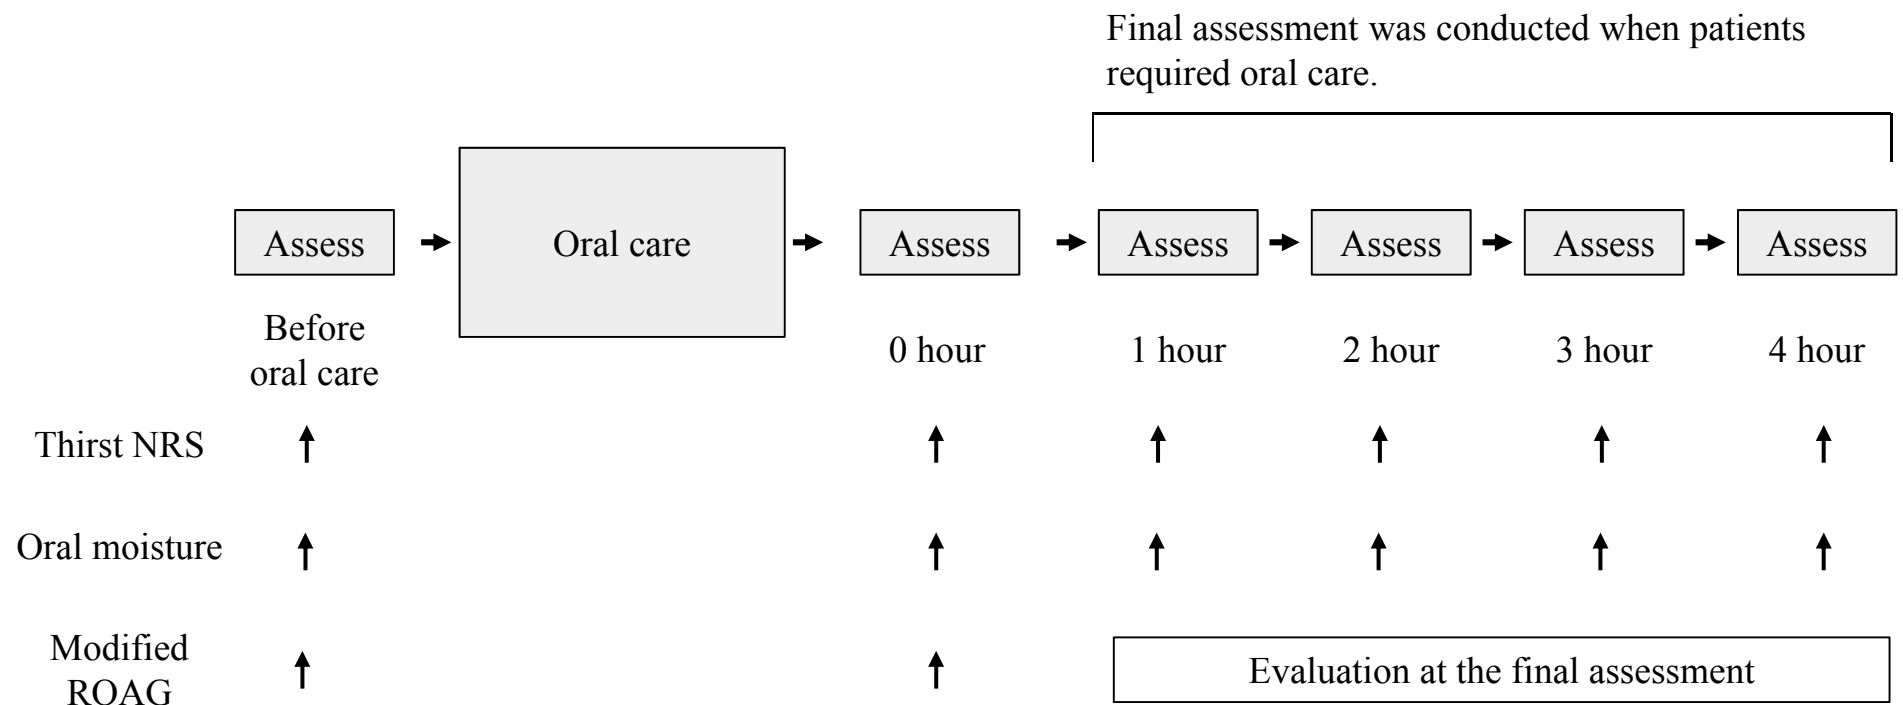 Final assessment was conducted when patients
required oral care.
Assess
Oral care
Assess
Assess
Assess
Assess
Assess
Before
oral care
0 hour
1 hour
2 hour
3 hour
4 hour
Thirst NRS
Oral moisture
Modified
ROAG
Evaluation at the final assessment